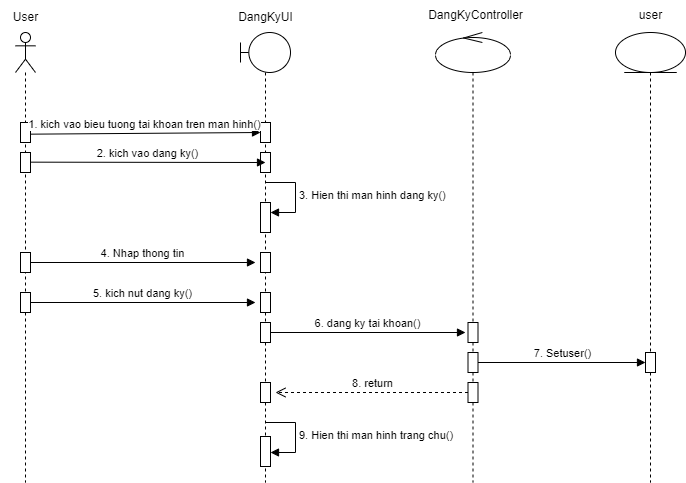 User
DangKyUI
DangKyController
user
1. kich vao bieu tuong tai khoan tren man hinh()
2. kich vao dang ky()
3. Hien thi man hinh dang ky()
4. Nhap thong tin
5. kich nut dang ky()
6. dang ky tai khoan()
7. Setuser()
8. return
9. Hien thi man hinh trang chu()